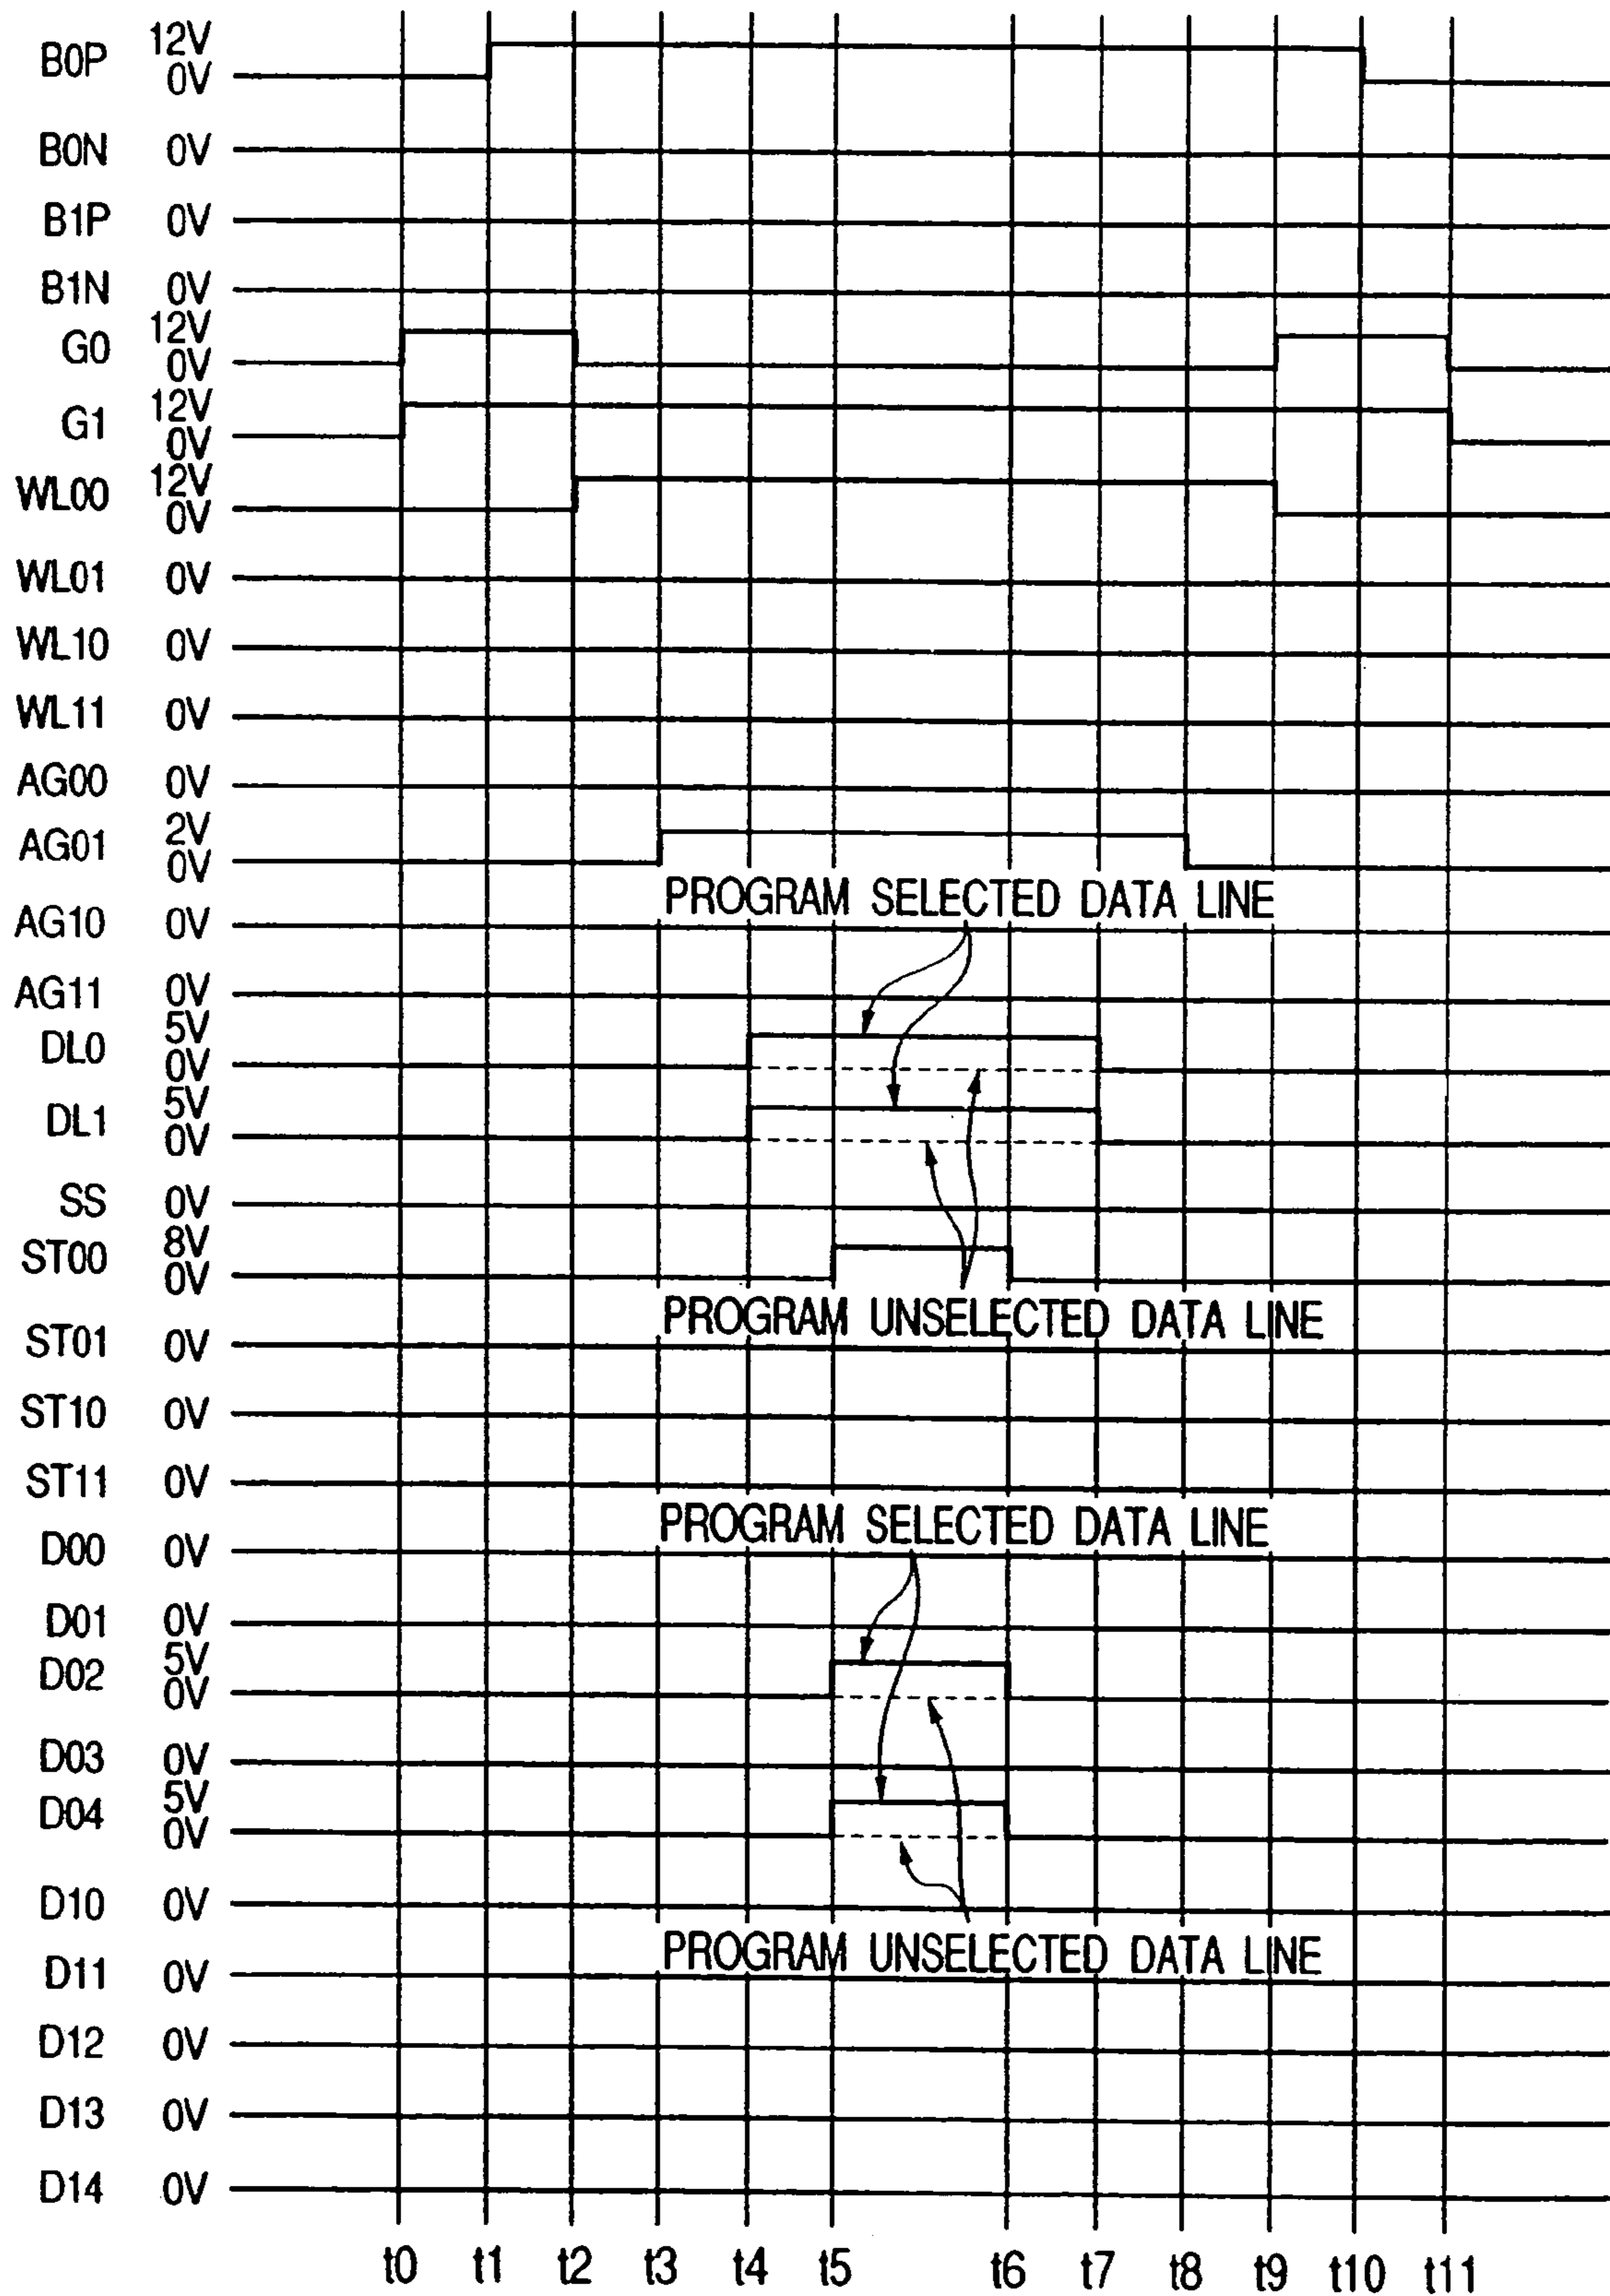 B0P 12V
0V
B0N 0V
B1P 0V
B1N 0V
G0 12V
0V
G1 12V
0V
WL00 12V
0V
WL01 0V
WL10 0V
WL11 0V
AG00 0V
AG01 2V
0V
PROGRAM SELECTED DATA LINE
AG10 0V
AG11 0V
DL0 5V
0V
DL1 5V
0V
SS 0V
ST00 8V
0V
PROGRAM UNSELECTED DATA LINE
ST01 0V
ST10 0V
ST11 0V
PROGRAM SELECTED DATA LINE
D00 0V
D01 0V
D02 5V
0V
D03 0V
D04 5V
0V
D10 0V
PROGRAM UNSELECTED DATA LINE
D11 0V
D12 0V
D13 0V
D14 0V
t0 t1 t2 t3 t4 t5 t6 t7 t8 t9 t10 t11